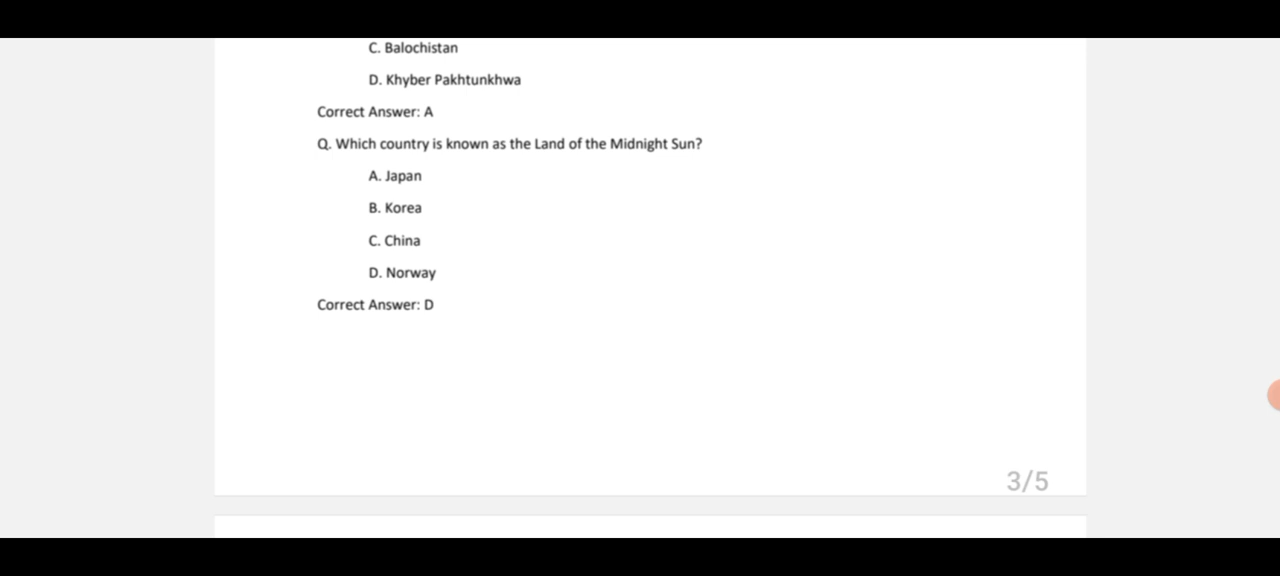 C. Balochistan
D. Khyber Pakhtunkhwa
Correct Answer: A
Q. Which country is known as the Land of the Midnight Sun?
A. Japan
B. Korea
C. China
D. Norway
Correct Answer: D
3/5